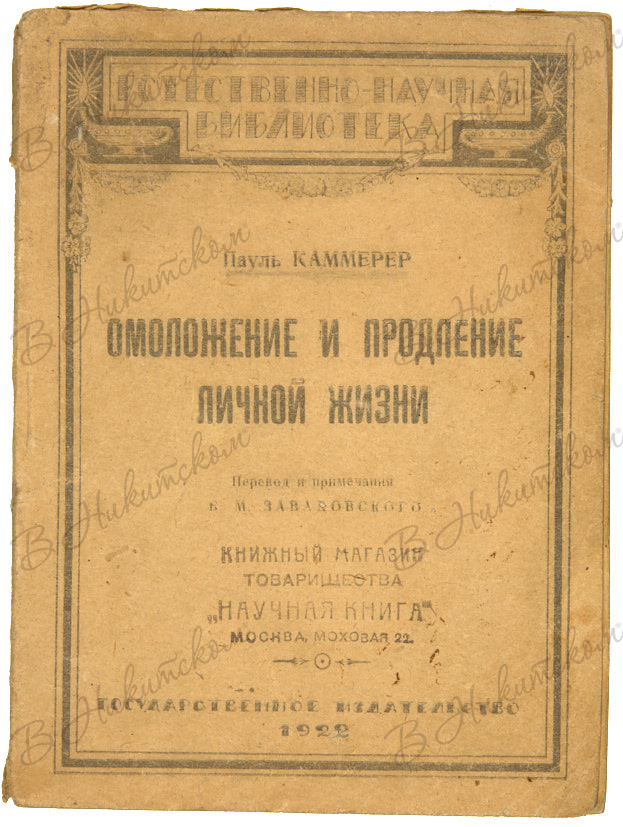 ЕСТЕСТВЕННО-НАУЧНАЯ
БИБЛИОТЕКА
Пауль КАММЕРЕР
ОМОЛОЖЕНИЕ И ПРОДЛЕНИЕ
ЛИЧНОЙ ЖИЗНИ
Перевод и примечания
Б. М. ЗАВАДОВСКОГО
КНИЖНЫЙ МАГАЗИН
ТОВАРИЩЕСТВА
„НАУЧНАЯ КНИГА"
МОСКВА, МОХОВАЯ 22.
ГОСУДАРСТВЕННОЕ ИЗДАТЕЛЬСТВО
1922
В Никитском